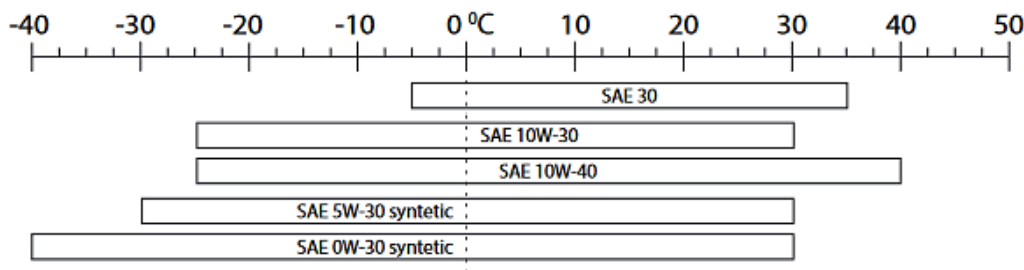 -40 -30 -20 -10 0 ⁰C 10 20 30 40 50
SAE 30
SAE 10W-30
SAE 10W-40
SAE 5W-30 syntetic
SAE 0W-30 syntetic